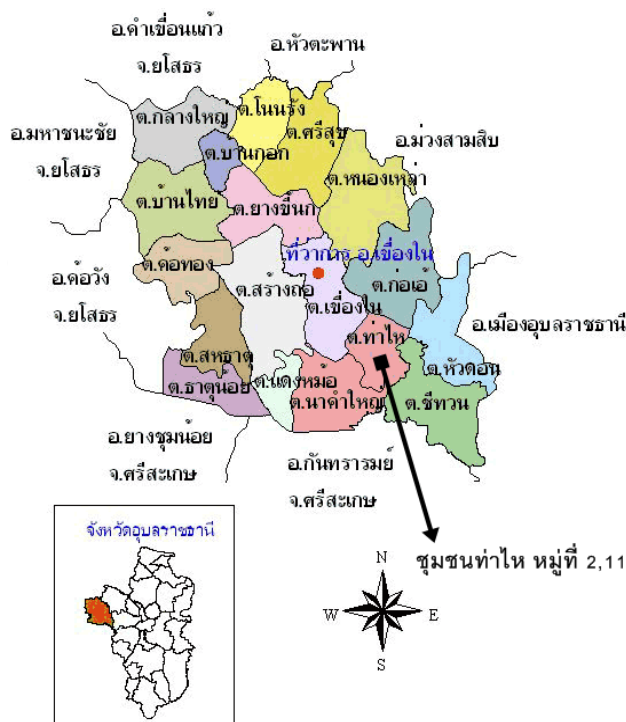 อ.คำเขื่อนแก้ว
จ.ยโสธร
อ.หัวตะพาน
ต.โนนรัง
ต.กลางใหญ่
ต.ศรีสุข
อ.มหาชนะชัย
จ.ยโสธร
อ.ม่วงสามสิบ
ต.บ้านกอก
ต.หนองเหล่า
ต.บ้านไทย
ต.ยางขี้นก
ที่ว่าการ อ.เขื่องใน
ต.ค้อทอง
อ.ค้อวัง
จ.ยโสธร
ต.สร้างถ่อ
ต.ก่อเอ้
ต.เขื่องใน
อ.เมืองอุบลราชธานี
ต.ท่าไห
ต.สหธาตุ
ต.หัวดอน
ต.ธาตุน้อย
ต.แดงหม้อ
ต.นาคำใหญ่
ต.ชีทวน
อ.ยางชุมน้อย
จ.ศรีสะเกษ
อ.กันทรารมย์
จ.ศรีสะเกษ
จังหวัดอุบลราชธานี
ชุมชนท่าไห หมู่ที่ 2,11
N
W E
S